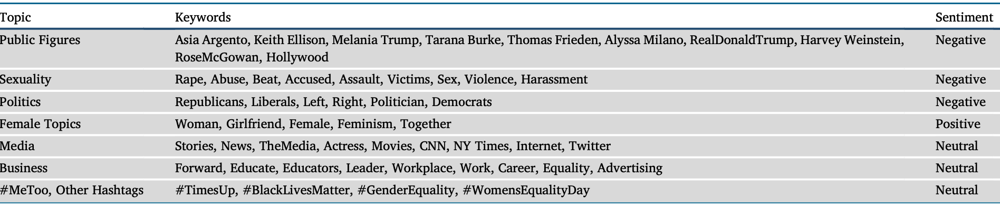 Topic Keywords Sentiment
Public Figures Asia Argento, Keith Ellison, Melania Trump, Tarana Burke, Thomas Frieden, Alyssa Milano, RealDonaldTrump, Harvey Weinstein, Negative
RoseMcGowan, Hollywood
Sexuality Rape, Abuse, Beat, Accused, Assault, Victims, Sex, Violence, Harassment Negative
Politics Republicans, Liberals, Left, Right, Politician, Democrats Negative
Female Topics Woman, Girlfriend, Female, Feminism, Together Positive
Media Stories, News, TheMedia, Actress, Movies, CNN, NY Times, Internet, Twitter Neutral
Business Forward, Educate, Educators, Leader, Workplace, Work, Career, Equality, Advertising Neutral
#MeToo, Other Hashtags #TimesUp, #BlackLivesMatter, #GenderEquality, #WomensEqualityDay Neutral